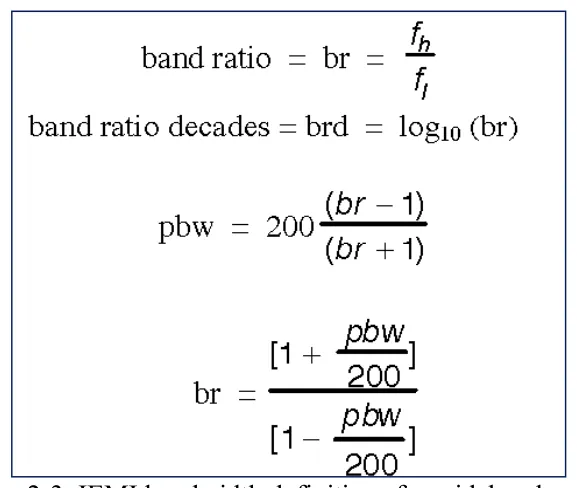 band ratio = br = f_h / f_l
band ratio decades = brd = log₁₀ (br)
pbw = 200 (br − 1) / (br + 1)
br = [1 + pbw/200] / [1 − pbw/200]